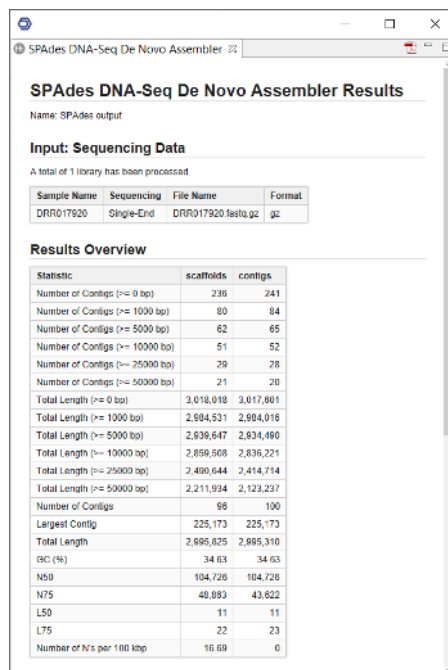 SPAdes DNA-Seq De Novo Assembler
SPAdes DNA-Seq De Novo Assembler Results
Name: SPAdes output
Input: Sequencing Data
A total of 1 library has been processed
Sample Name Sequencing File Name Format
DRR017920 Single-End DRR017920.fastq.gz gz
Results Overview
Statistic scaffolds contigs
Number of Contigs (>= 0 bp) 236 241
Number of Contigs (>= 1000 bp) 80 84
Number of Contigs (>= 5000 bp) 62 65
Number of Contigs (>= 10000 bp) 51 52
Number of Contigs (>= 25000 bp) 29 28
Number of Contigs (>= 50000 bp) 21 20
Total Length (>= 0 bp) 3,018,018 3,017,601
Total Length (>= 1000 bp) 2,984,531 2,984,016
Total Length (>= 5000 bp) 2,939,647 2,934,490
Total Length (>= 10000 bp) 2,859,508 2,836,221
Total Length (>= 25000 bp) 2,490,644 2,414,714
Total Length (>= 50000 bp) 2,211,934 2,123,237
Number of Contigs 96 100
Largest Contig 225,173 225,173
Total Length 2,995,825 2,995,310
GC (%) 34.63 34.63
N50 104,726 104,726
N75 48,863 43,622
L50 11 11
L75 22 23
Number of N's per 100 kbp 16.69 0